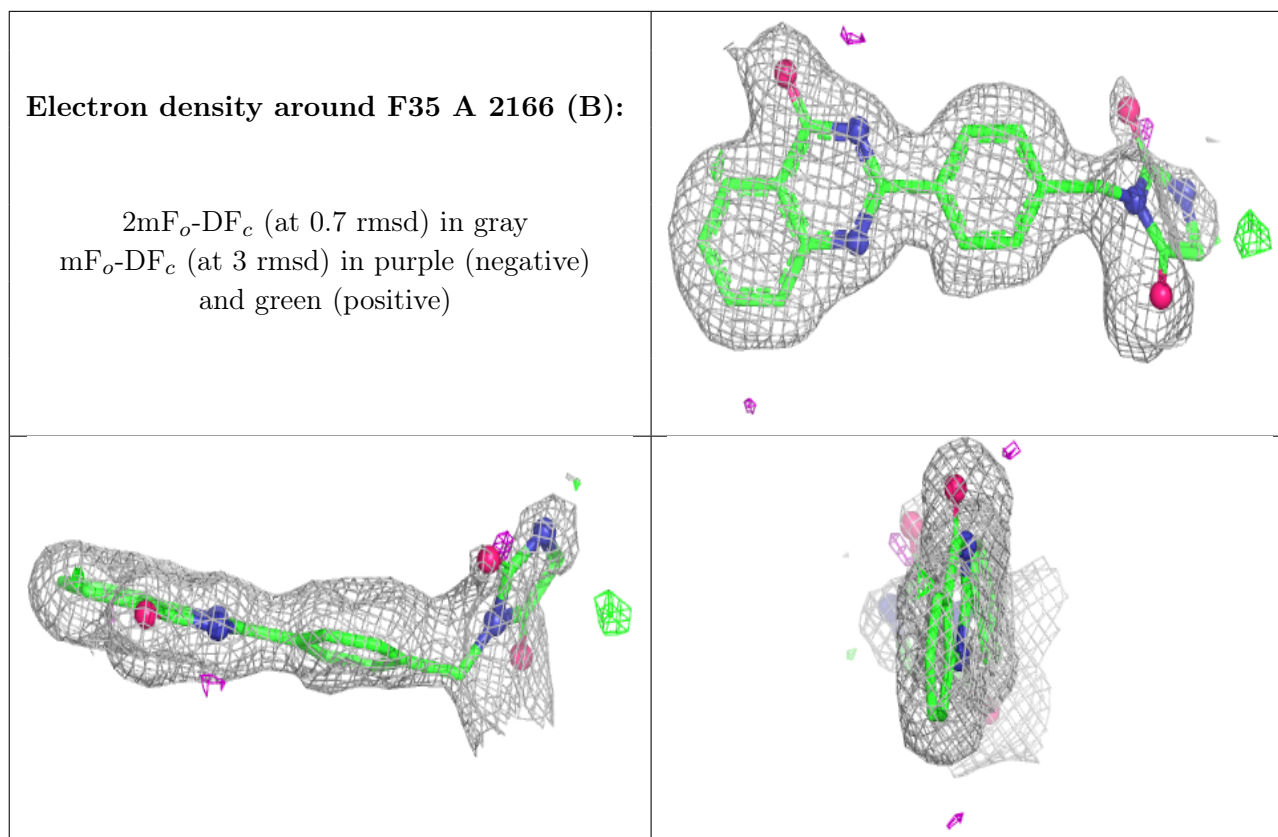 Electron density around F35 A 2166 (B):
2mFo-DFc (at 0.7 rmsd) in gray
mFo-DFc (at 3 rmsd) in purple (negative)
and green (positive)